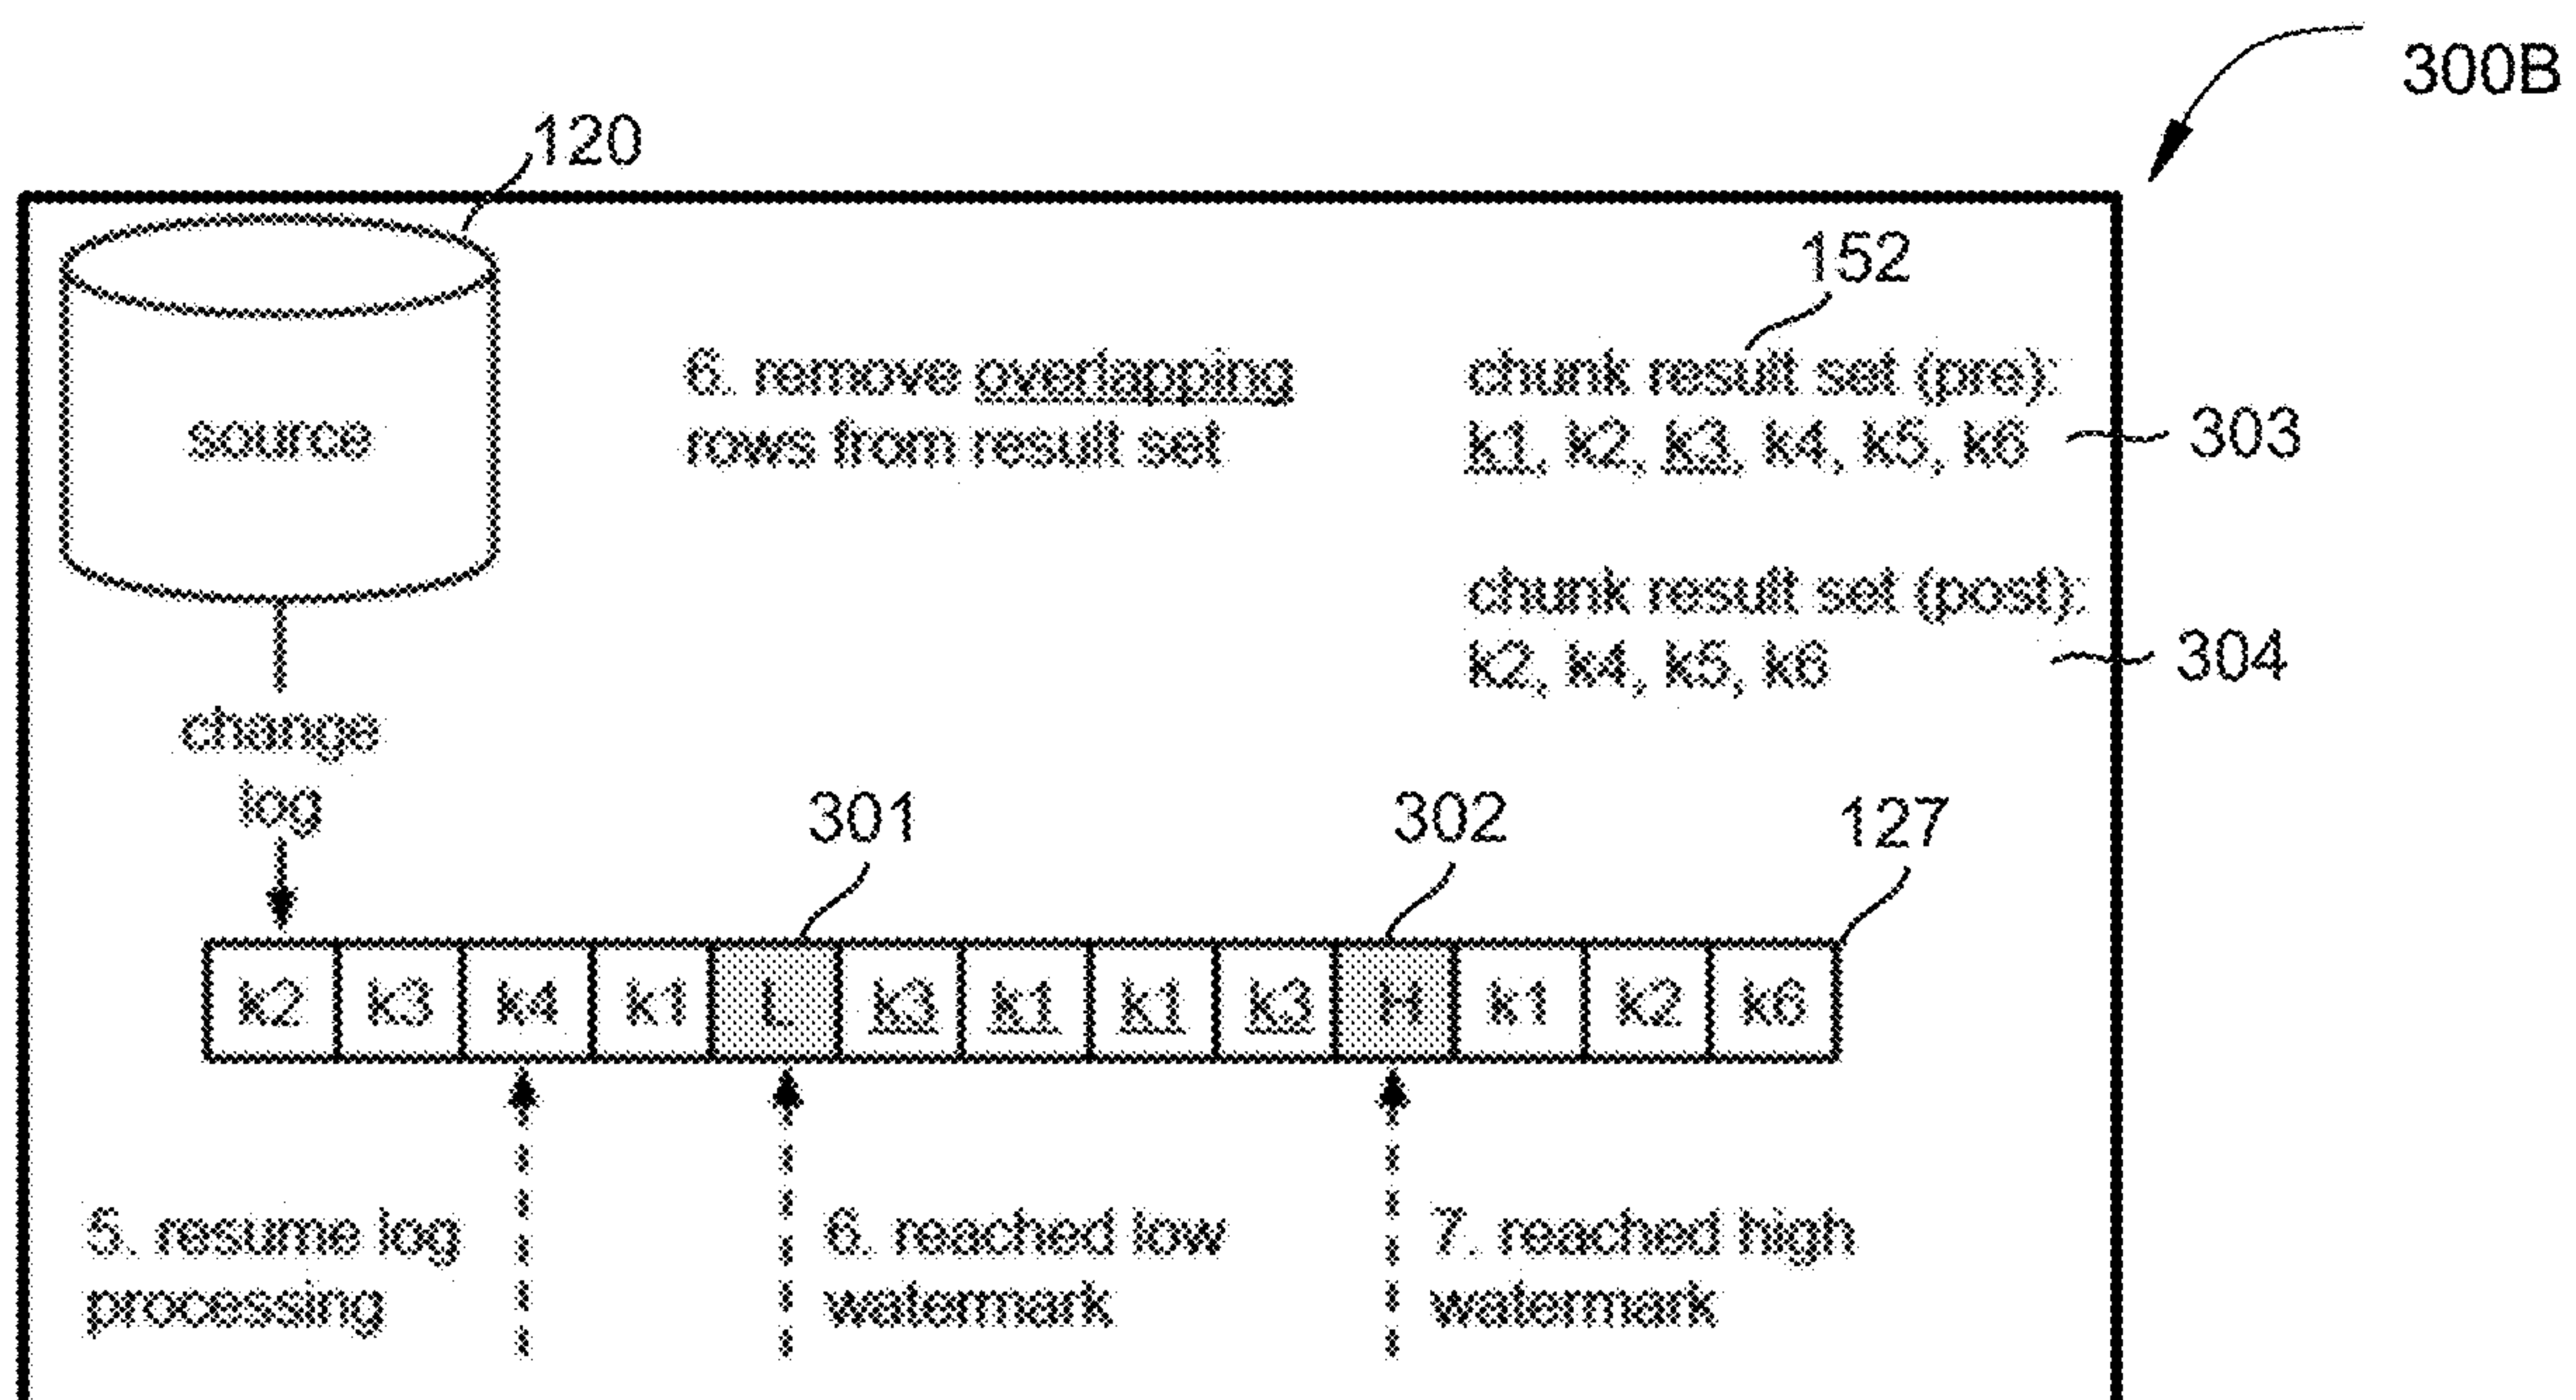 300B
120
source
6. remove overlapping
rows from result set
152
chunk result set (pre):
k1, k2, k3, k4, k5, k6
303
chunk result set (post):
k2, k4, k5, k6
304
change
log
301
302
127
k2 k3 k4 k1 L k3 k1 k1 k3 H k1 k2 k6
5. resume log
processing
6. reached low
watermark
7. reached high
watermark